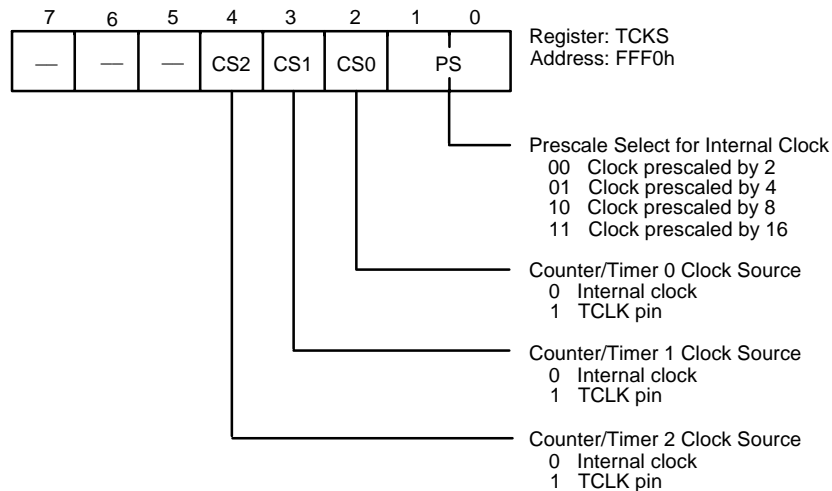 7 6 5 4 3 2 1 0
— — — CS2 CS1 CS0 PS
Register: TCKS
Address: FFF0h
Prescale Select for Internal Clock
00 Clock prescaled by 2
01 Clock prescaled by 4
10 Clock prescaled by 8
11 Clock prescaled by 16
Counter/Timer 0 Clock Source
0 Internal clock
1 TCLK pin
Counter/Timer 1 Clock Source
0 Internal clock
1 TCLK pin
Counter/Timer 2 Clock Source
0 Internal clock
1 TCLK pin